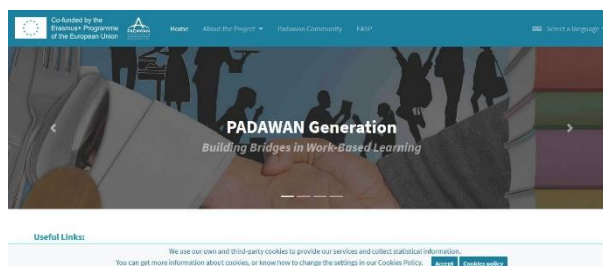 Co-funded by the
Erasmus+ Programme
of the European Union
PADAWAN
Home About the Project Padawan Community
Select a language
PADAWAN Generation
Building Bridges in Work-Based Learning
Useful Links:
We use our own and third-party cookies to provide our services and collect statistical information.
You can get more information about cookies, or know how to change the settings in our Cookies Policy. Accept Cookies policy